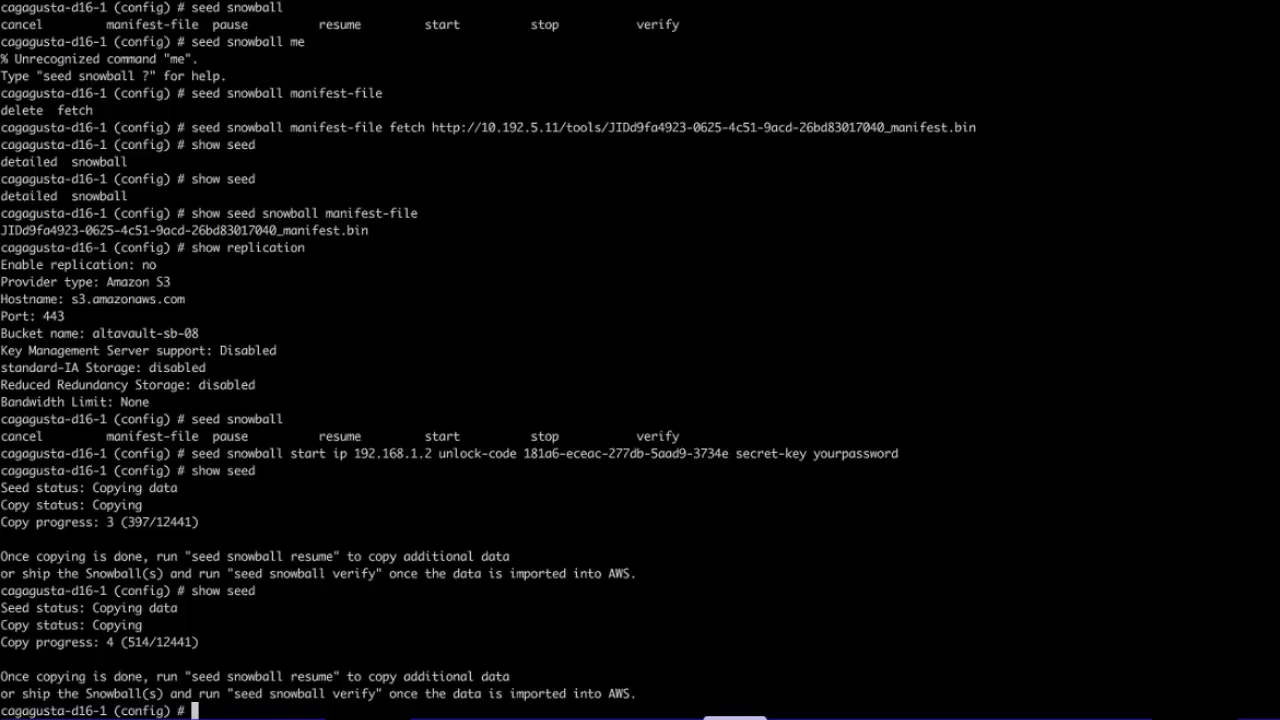 cagagusta-d16-1 (config) # seed snowball
cancel manifest-file pause resume start stop verify
cagagusta-d16-1 (config) # seed snowball me
% Unrecognized command "me".
Type "seed snowball ?" for help.
cagagusta-d16-1 (config) # seed snowball manifest-file
delete fetch
cagagusta-d16-1 (config) # seed snowball manifest-file fetch http://10.192.5.11/tools/JIDd9fa4923-0625-4c51-9acd-26bd83017040_manifest.bin
cagagusta-d16-1 (config) # show seed
detailed snowball
cagagusta-d16-1 (config) # show seed
detailed snowball
cagagusta-d16-1 (config) # show seed snowball manifest-file
JIDd9fa4923-0625-4c51-9acd-26bd83017040_manifest.bin
cagagusta-d16-1 (config) # show replication
Enable replication: no
Provider type: Amazon S3
Hostname: s3.amazonaws.com
Port: 443
Bucket name: altavault-sb-08
Key Management Server support: Disabled
standard-IA Storage: disabled
Reduced Redundancy Storage: disabled
Bandwidth Limit: None
cagagusta-d16-1 (config) # seed snowball
cancel manifest-file pause resume start stop verify
cagagusta-d16-1 (config) # seed snowball start ip 192.168.1.2 unlock-code 181a6-eceac-277db-5aad9-3734e secret-key yourpassword
cagagusta-d16-1 (config) # show seed
Seed status: Copying data
Copy status: Copying
Copy progress: 3 (397/12441)
Once copying is done, run "seed snowball resume" to copy additional data
or ship the Snowball(s) and run "seed snowball verify" once the data is imported into AWS.
cagagusta-d16-1 (config) # show seed
Seed status: Copying data
Copy status: Copying
Copy progress: 4 (514/12441)
Once copying is done, run "seed snowball resume" to copy additional data
or ship the Snowball(s) and run "seed snowball verify" once the data is imported into AWS.
cagagusta-d16-1 (config) #